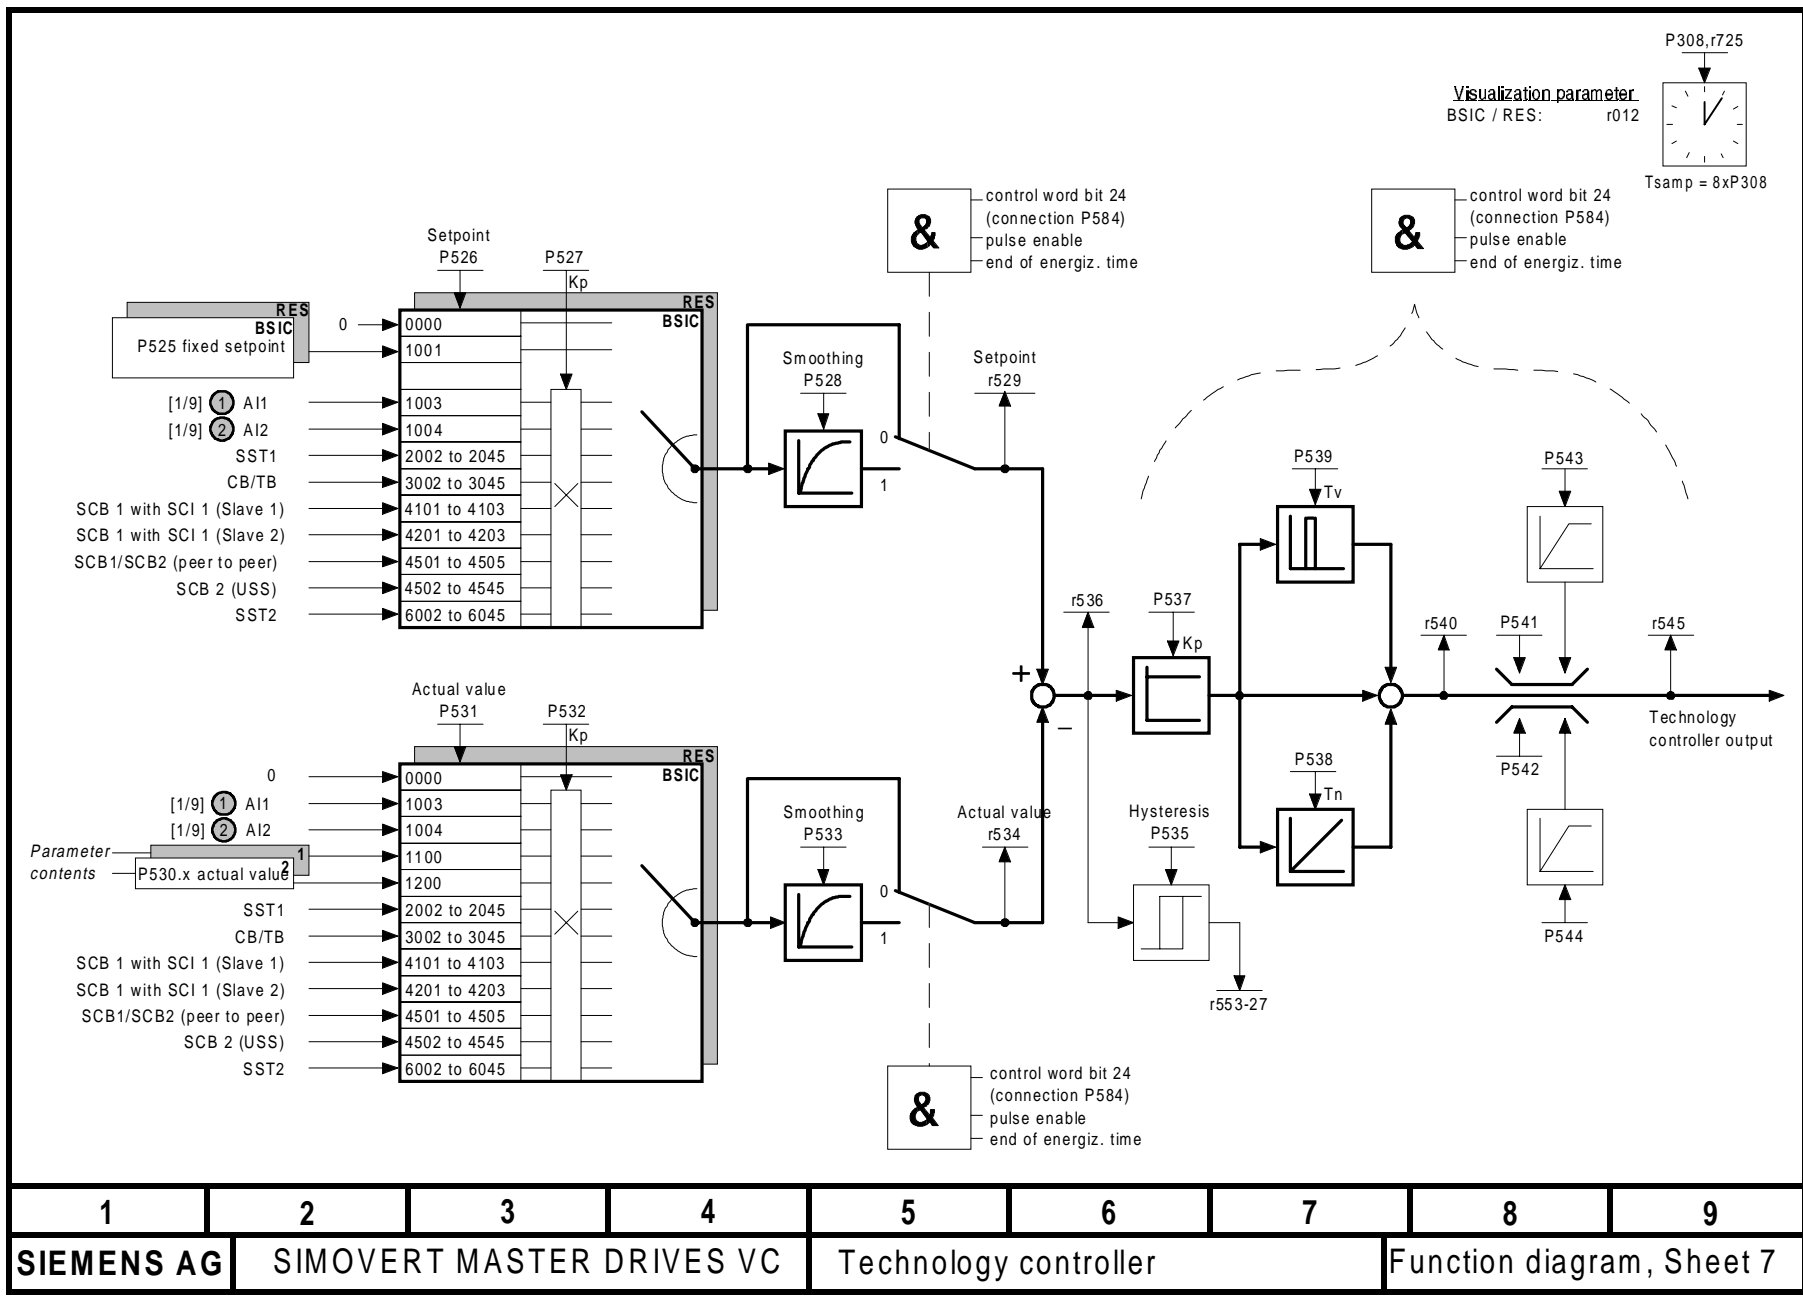 P308,r725
Visualization parameter
BSIC / RES: r012
Tsamp = 8xP308
&
control word bit 24
(connection P584)
pulse enable
end of energiz. time
&
control word bit 24
(connection P584)
pulse enable
end of energiz. time
Setpoint
P526
P527
Kp
RES
BSIC
P525 fixed setpoint
RES
BSIC
0
0000
1001
[1/9] 1 AI1
1003
[1/9] 2 AI2
1004
SST1
2002 to 2045
CB/TB
3002 to 3045
SCB 1 with SCI 1 (Slave 1)
4101 to 4103
SCB 1 with SCI 1 (Slave 2)
4201 to 4203
SCB1/SCB2 (peer to peer)
4501 to 4505
SCB 2 (USS)
4502 to 4545
SST2
6002 to 6045
Smoothing
P528
0
1
Setpoint
r529
Actual value
P531
P532
Kp
RES
BSIC
0
0000
[1/9] 1 AI1
1003
[1/9] 2 AI2
1004
Parameter
contents
1
2
P530.x actual value
1100
1200
SST1
2002 to 2045
CB/TB
3002 to 3045
SCB 1 with SCI 1 (Slave 1)
4101 to 4103
SCB 1 with SCI 1 (Slave 2)
4201 to 4203
SCB1/SCB2 (peer to peer)
4501 to 4505
SCB 2 (USS)
4502 to 4545
SST2
6002 to 6045
Smoothing
P533
0
1
Actual value
r534
&
control word bit 24
(connection P584)
pulse enable
end of energiz. time
+
−
r536
P537
Kp
Hysteresis
P535
r553-27
P539
Tv
P538
Tn
r540
P541
P542
P543
P544
r545
Technology
controller output
1 2 3 4 5 6 7 8 9
SIEMENS AG SIMOVERT MASTER DRIVES VC Technology controller Function diagram, Sheet 7